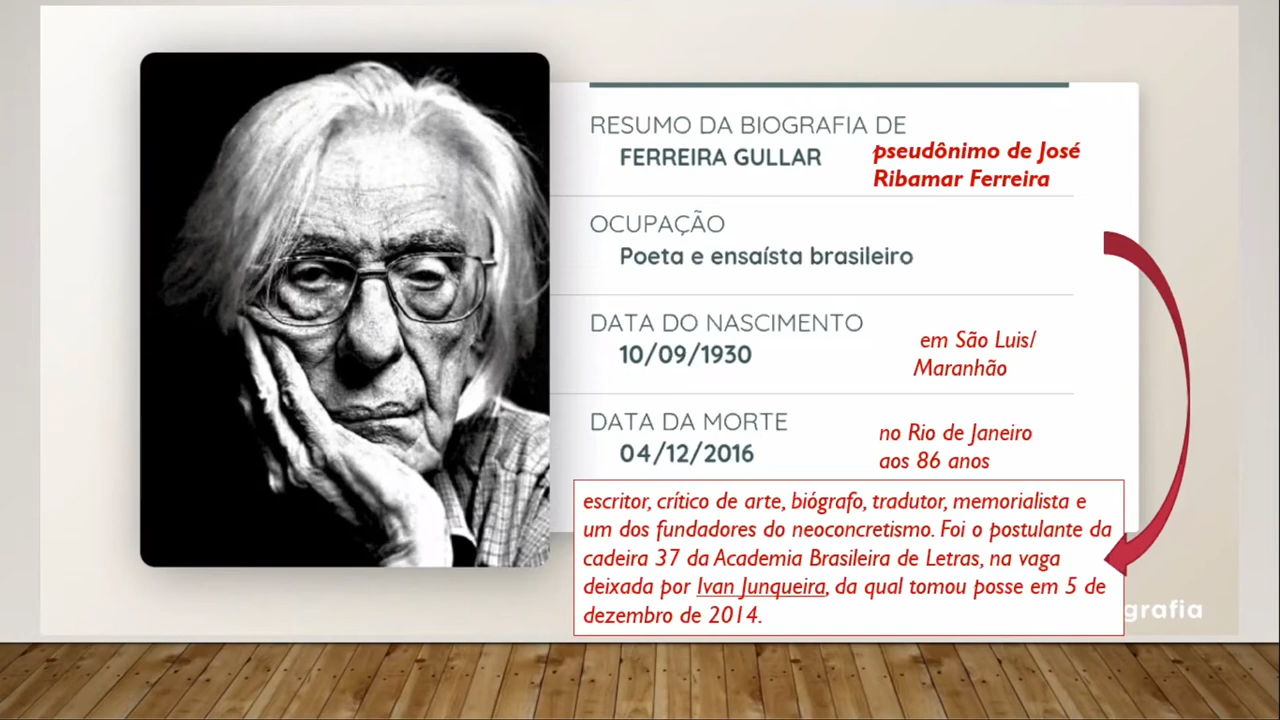 RESUMO DA BIOGRAFIA DE
FERREIRA GULLAR
pseudônimo de José
Ribamar Ferreira
OCUPAÇÃO
Poeta e ensaísta brasileiro
DATA DO NASCIMENTO
10/09/1930
em São Luis/
Maranhão
DATA DA MORTE
04/12/2016
no Rio de Janeiro
aos 86 anos
escritor, crítico de arte, biógrafo, tradutor, memorialista e
um dos fundadores do neoconcretismo. Foi o postulante da
cadeira 37 da Academia Brasileira de Letras, na vaga
deixada por Ivan Junqueira, da qual tomou posse em 5 de
dezembro de 2014.
grafia